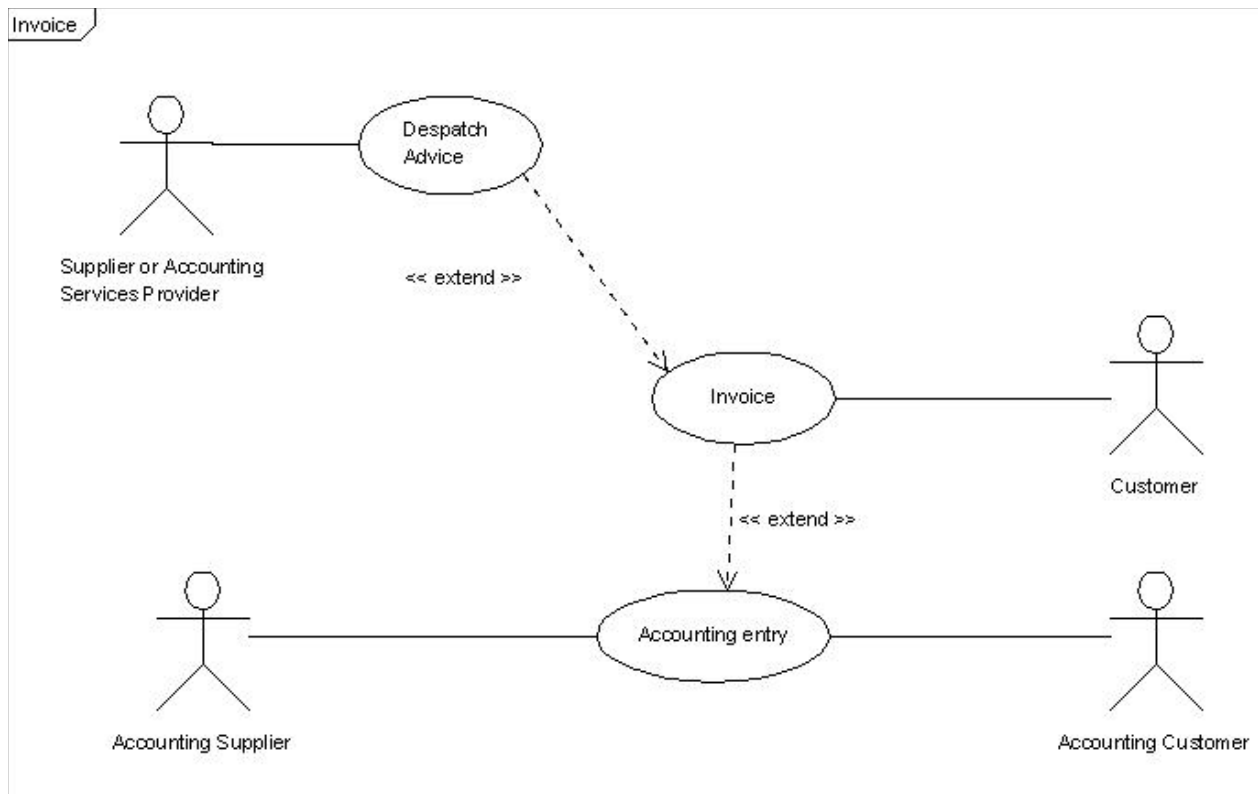 Invoice
Despatch
Advice
Supplier or Accounting
Services Provider
<< extend >>
Invoice
Customer
<< extend >>
Accounting entry
Accounting Supplier
Accounting Customer